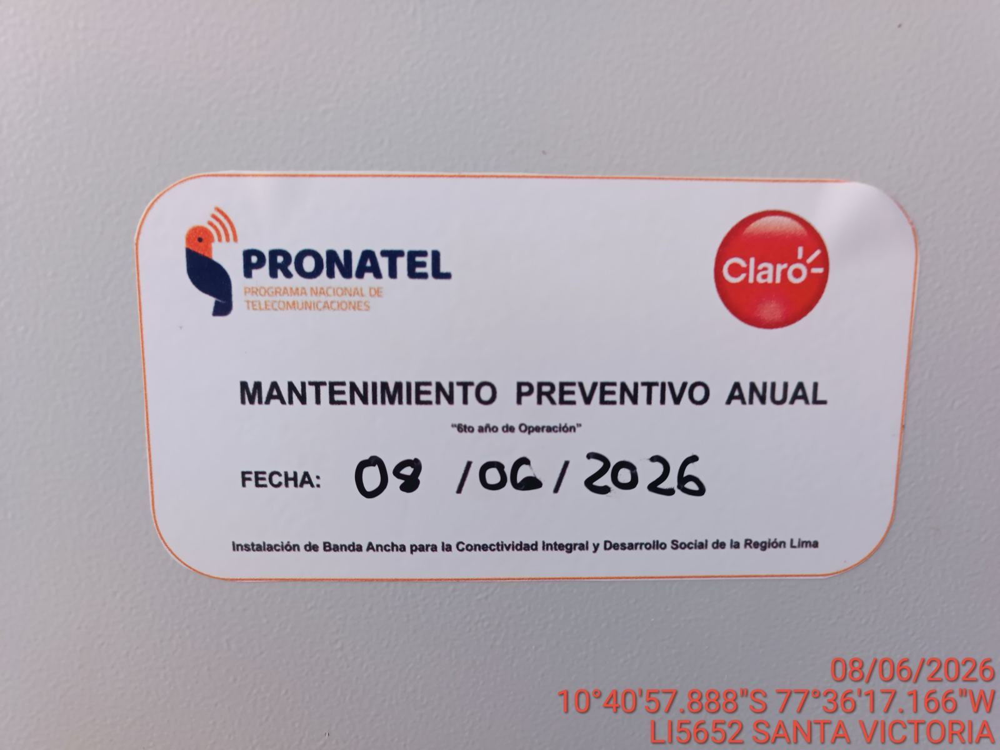 PRONATEL
PROGRAMA NACIONAL DE
TELECOMUNICACIONES
Claro
MANTENIMIENTO PREVENTIVO ANUAL
"6to año de Operación"
FECHA: 08 / 06 / 2026
Instalación de Banda Ancha para la Conectividad Integral y Desarrollo Social de la Región Lima
08/06/2026
10°40'57.888"S 77°36'17.166"W
LI5652 SANTA VICTORIA